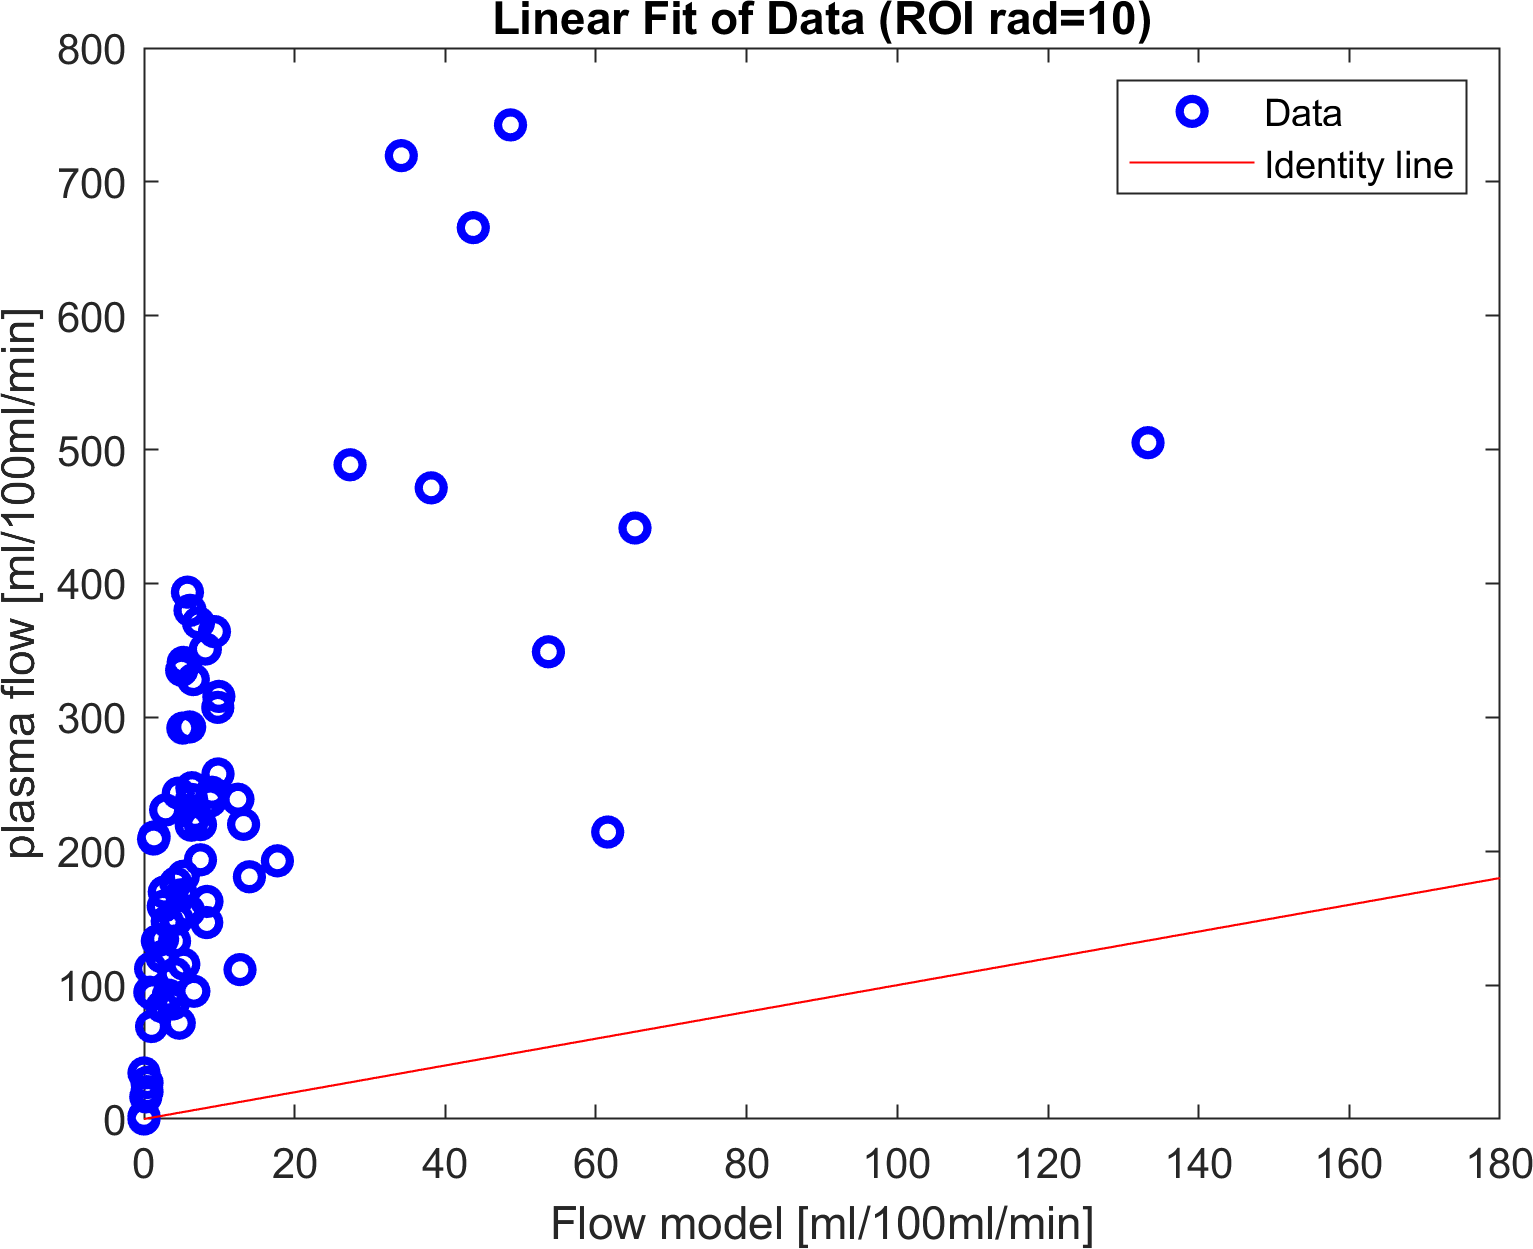 Linear Fit of Data (ROI rad=10)
800
700
600
500
400
300
200
100
0
plasma flow [ml/100ml/min]
Data
Identity line
0 20 40 60 80 100 120 140 160 180
Flow model [ml/100ml/min]